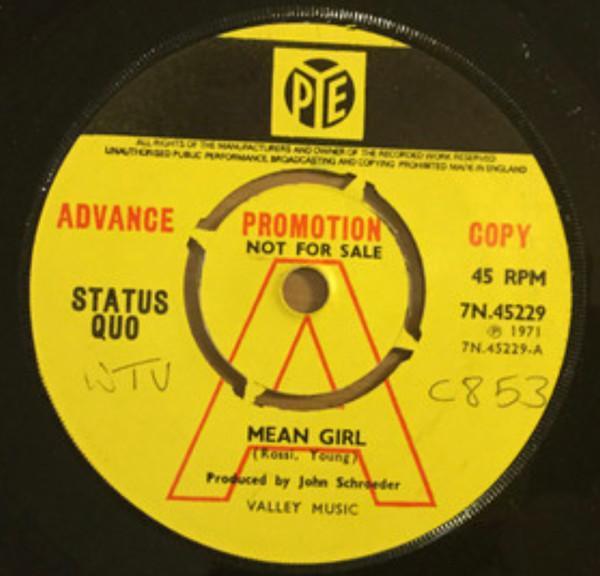 PYE
ALL RIGHTS OF THE MANUFACTURERS AND OWNER OF THE RECORDED WORK RESERVED
UNAUTHORISED PUBLIC PERFORMANCE, BROADCASTING AND COPYING PROHIBITED MADE IN ENGLAND
ADVANCE PROMOTION COPY
NOT FOR SALE
45 RPM
STATUS
QUO
7N.45229
℗ 1971
7N.45229-A
WTV
C853
A
MEAN GIRL
(Rossi, Young)
Produced by John Schroeder
VALLEY MUSIC